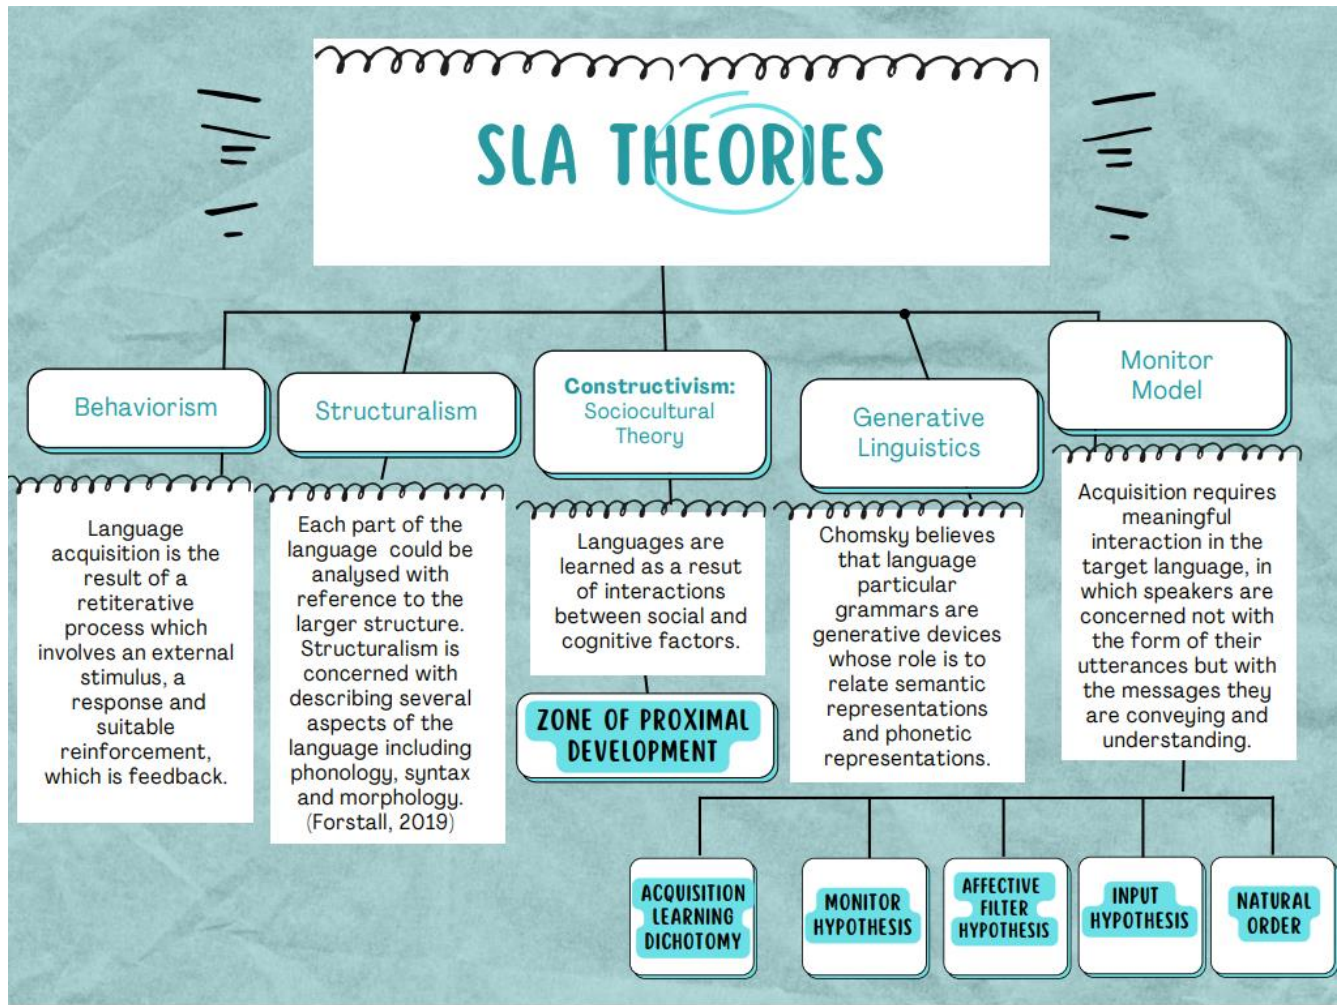 SLA THEORIES
Behaviorism
Language
acquisition is the
result of a
retiterative
process which
involves an external
stimulus, a
response and
suitable
reinforcement,
which is feedback.
Structuralism
Each part of the
language could be
analysed with
reference to the
larger structure.
Structuralism is
concerned with
describing several
aspects of the
language including
phonology, syntax
and morphology.
(Forstall, 2019)
Constructivism:
Sociocultural
Theory
Languages are
learned as a resut
of interactions
between social and
cognitive factors.
ZONE OF PROXIMAL
DEVELOPMENT
Generative
Linguistics
Chomsky believes
that language
particular
grammars are
generative devices
whose role is to
relate semantic
representations
and phonetic
representations.
Monitor
Model
Acquisition requires
meaningful
interaction in the
target language, in
which speakers are
concerned not with
the form of their
utterances but with
the messages they
are conveying and
understanding.
ACQUISITION
LEARNING
DICHOTOMY
MONITOR
HYPOTHESIS
AFFECTIVE
FILTER
HYPOTHESIS
INPUT
HYPOTHESIS
NATURAL
ORDER